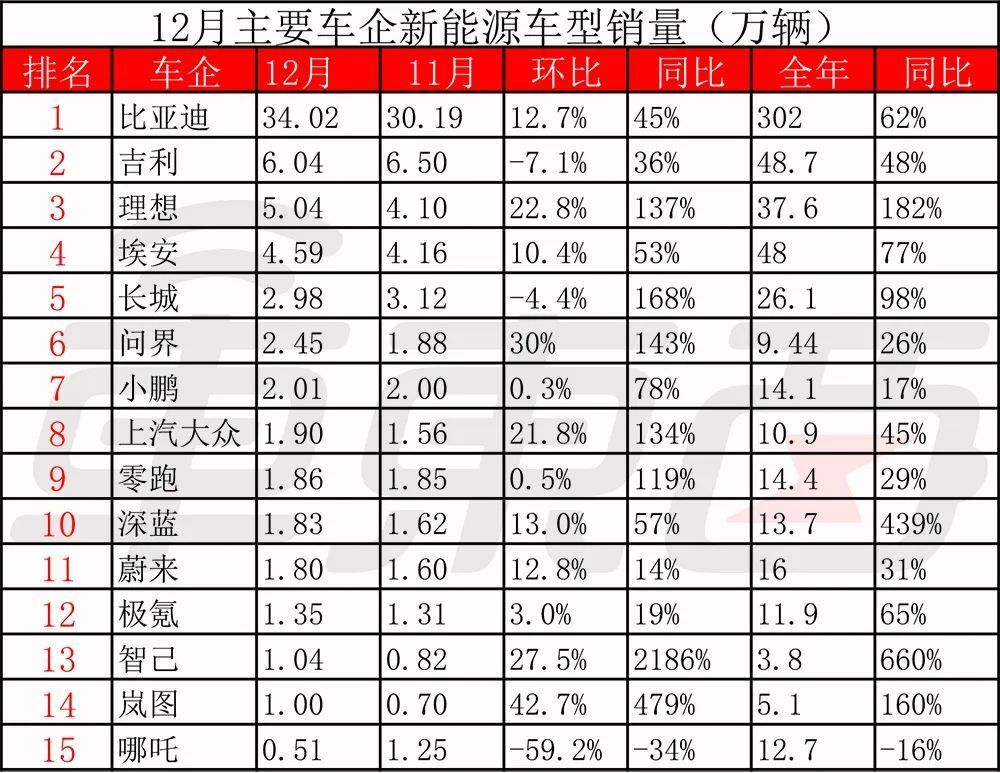 12月主要车企新能源车型销量（万辆）
排名 车企 12月 11月 环比 同比 全年 同比
1 比亚迪 34.02 30.19 12.7% 45% 302 62%
2 吉利 6.04 6.50 -7.1% 36% 48.7 48%
3 理想 5.04 4.10 22.8% 137% 37.6 182%
4 埃安 4.59 4.16 10.4% 53% 48 77%
5 长城 2.98 3.12 -4.4% 168% 26.1 98%
6 问界 2.45 1.88 30% 143% 9.44 26%
7 小鹏 2.01 2.00 0.3% 78% 14.1 17%
8 上汽大众 1.90 1.56 21.8% 134% 10.9 45%
9 零跑 1.86 1.85 0.5% 119% 14.4 29%
10 深蓝 1.83 1.62 13.0% 57% 13.7 439%
11 蔚来 1.80 1.60 12.8% 14% 16 31%
12 极氪 1.35 1.31 3.0% 19% 11.9 65%
13 智己 1.04 0.82 27.5% 2186% 3.8 660%
14 岚图 1.00 0.70 42.7% 479% 5.1 160%
15 哪吒 0.51 1.25 -59.2% -34% 12.7 -16%
车东西